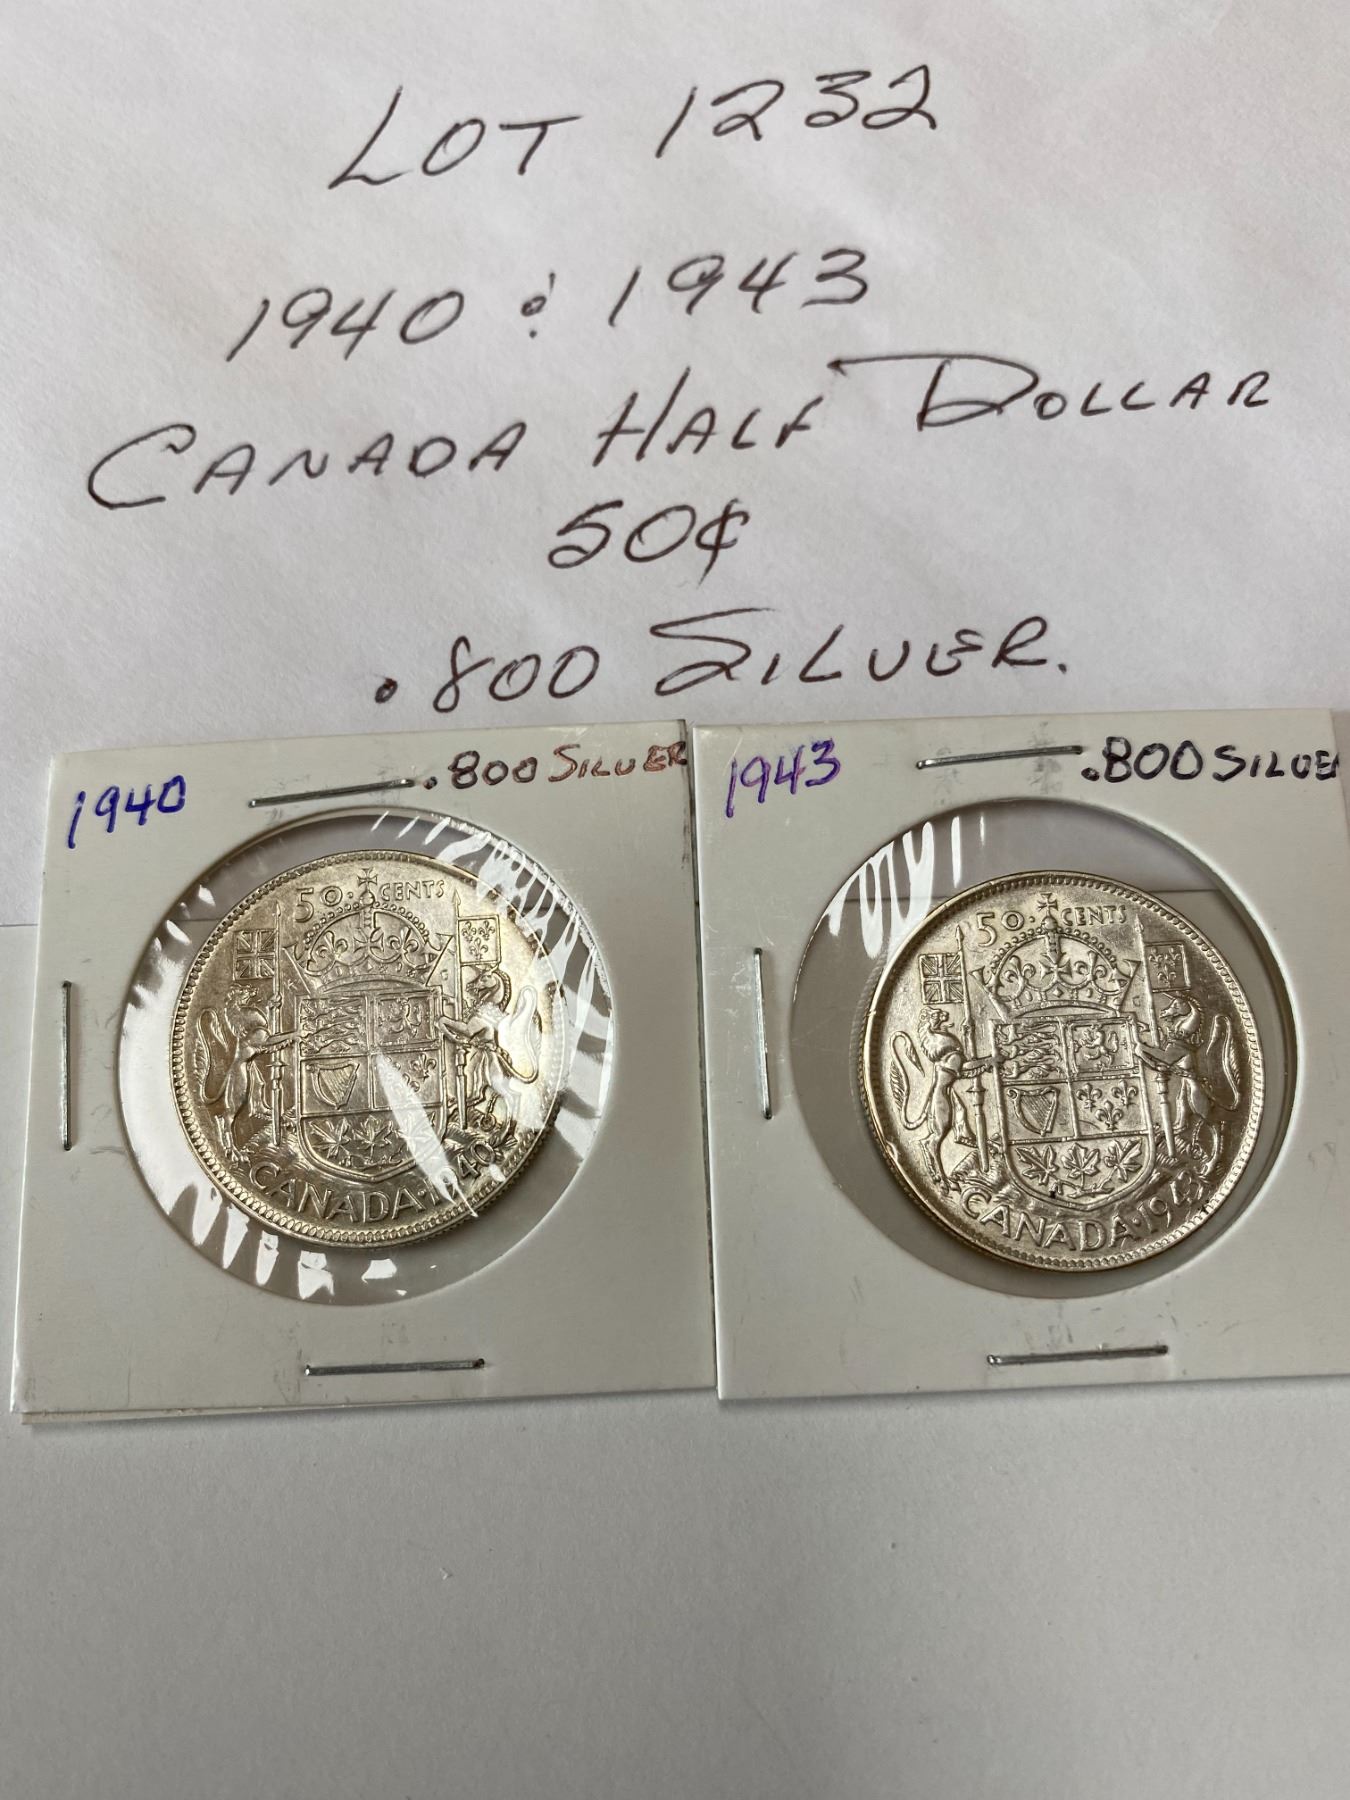 LOT 1232
1940 & 1943
CANADA HALF DOLLAR
50¢
.800 SILVER.
1940 .800 SILVER
50 · CENTS
CANADA · 1940
1943 .800 SILVE
50 · CENTS
CANADA · 1943